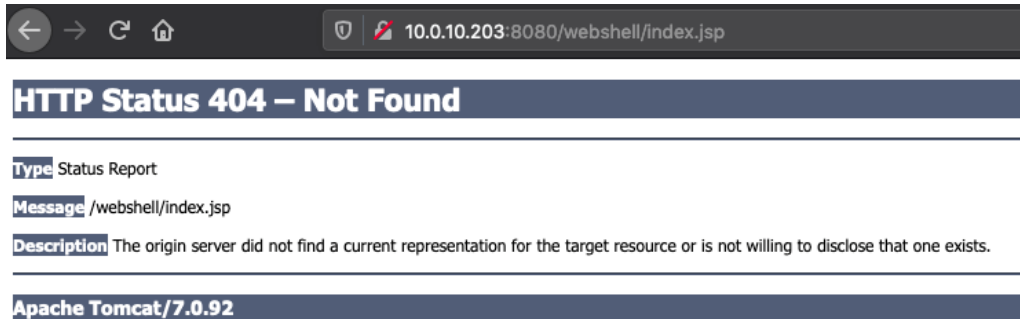 10.0.10.203:8080/webshell/index.jsp
HTTP Status 404 – Not Found
Type Status Report
Message /webshell/index.jsp
Description The origin server did not find a current representation for the target resource or is not willing to disclose that one exists.
Apache Tomcat/7.0.92